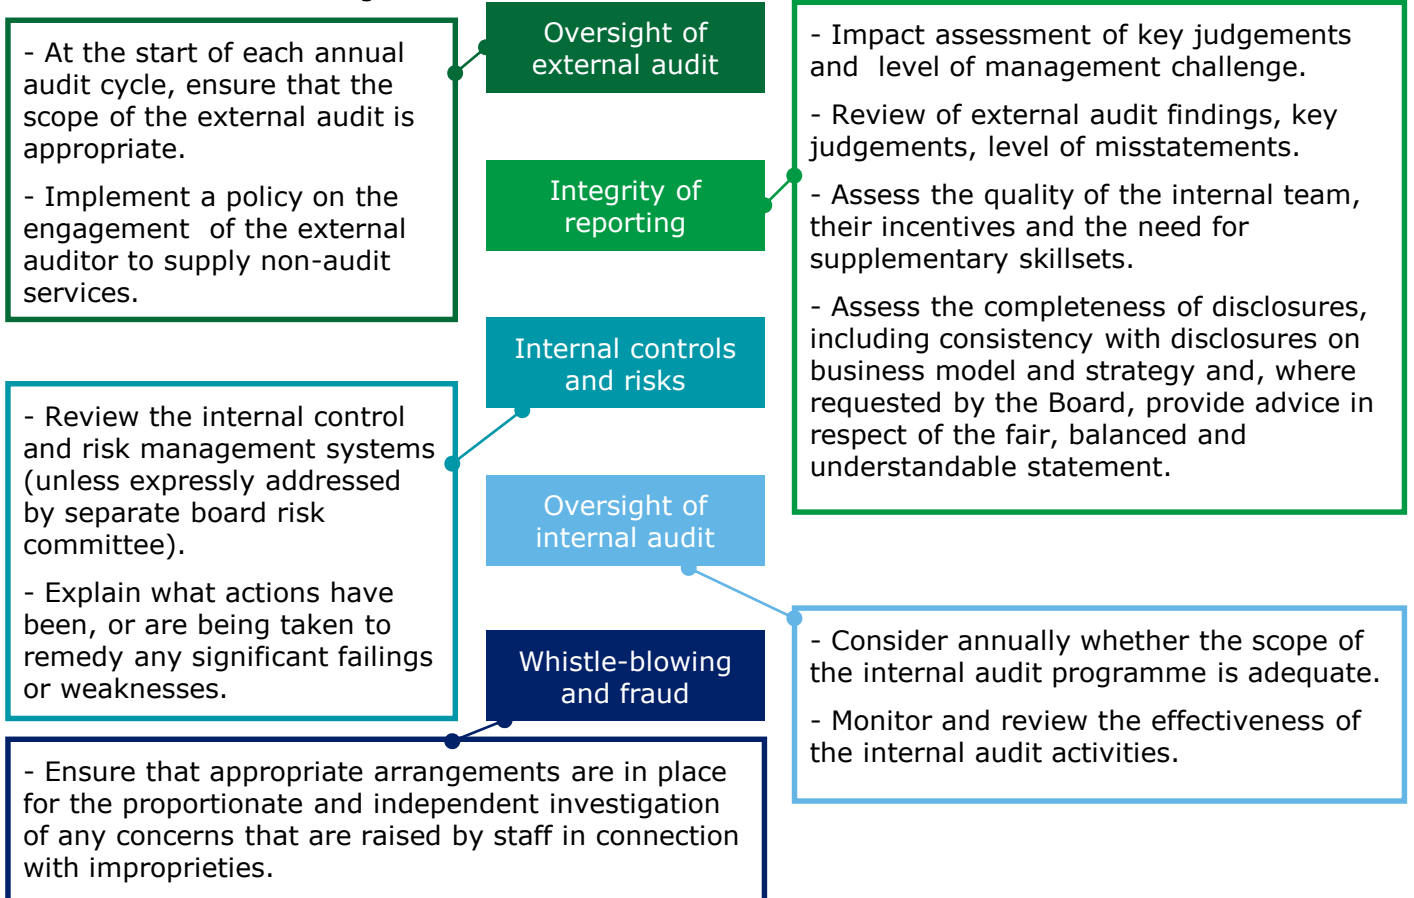 Oversight of
external audit
- At the start of each annual
audit cycle, ensure that the
scope of the external audit is
appropriate.
- Implement a policy on the
engagement of the external
auditor to supply non-audit
services.
Integrity of
reporting
- Impact assessment of key judgements
and level of management challenge.
- Review of external audit findings, key
judgements, level of misstatements.
- Assess the quality of the internal team,
their incentives and the need for
supplementary skillsets.
- Assess the completeness of disclosures,
including consistency with disclosures on
business model and strategy and, where
requested by the Board, provide advice in
respect of the fair, balanced and
understandable statement.
Internal controls
and risks
- Review the internal control
and risk management systems
(unless expressly addressed
by separate board risk
committee).
- Explain what actions have
been, or are being taken to
remedy any significant failings
or weaknesses.
Oversight of
internal audit
- Consider annually whether the scope of
the internal audit programme is adequate.
- Monitor and review the effectiveness of
the internal audit activities.
Whistle-blowing
and fraud
- Ensure that appropriate arrangements are in place
for the proportionate and independent investigation
of any concerns that are raised by staff in connection
with improprieties.